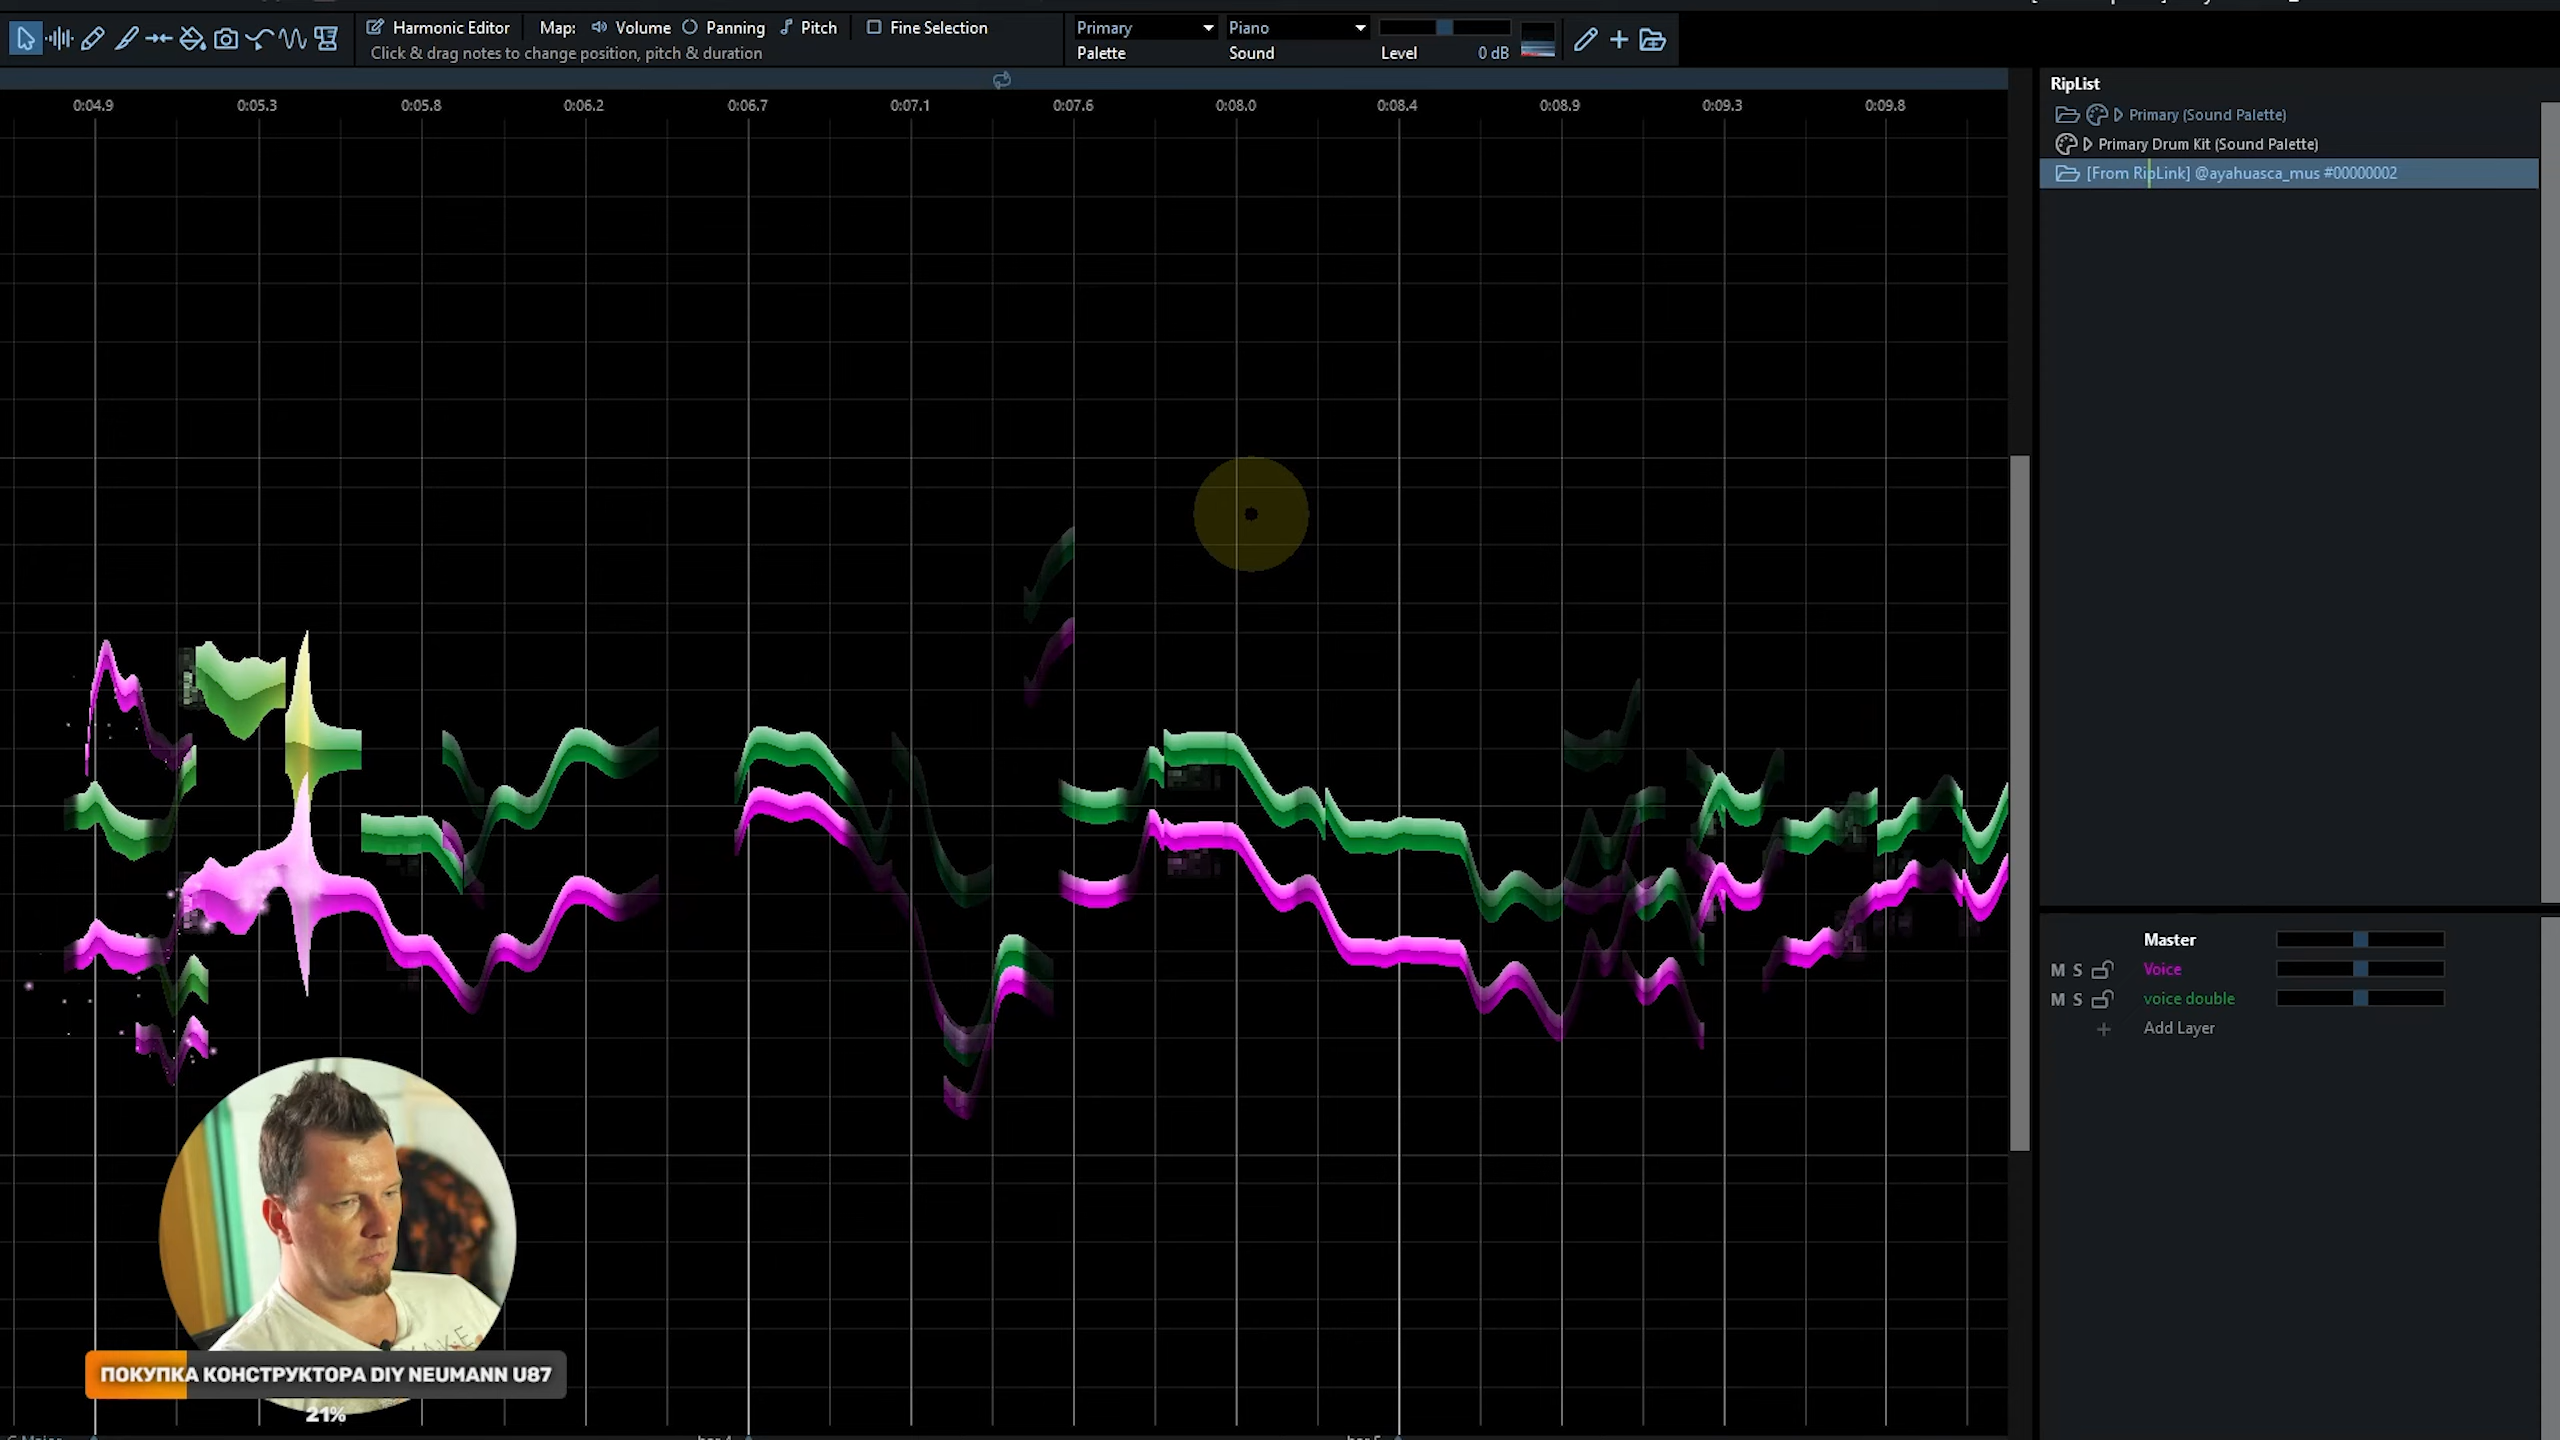 Harmonic Editor
Map: Volume Panning Pitch
Fine Selection
Click & drag notes to change position, pitch & duration
Primary
Piano
Palette
Sound
Level 0 dB
0:04.9 0:05.3 0:05.8 0:06.2 0:06.7 0:07.1 0:07.6 0:08.0 0:08.4 0:08.9 0:09.3 0:09.8
RipList
Primary (Sound Palette)
Primary Drum Kit (Sound Palette)
[From RipLink] @ayahuasca_mus #00000002
Master
M S Voice
M S voice double
+ Add Layer
ПОКУПКА КОНСТРУКТОРА DIY NEUMANN U87
21%